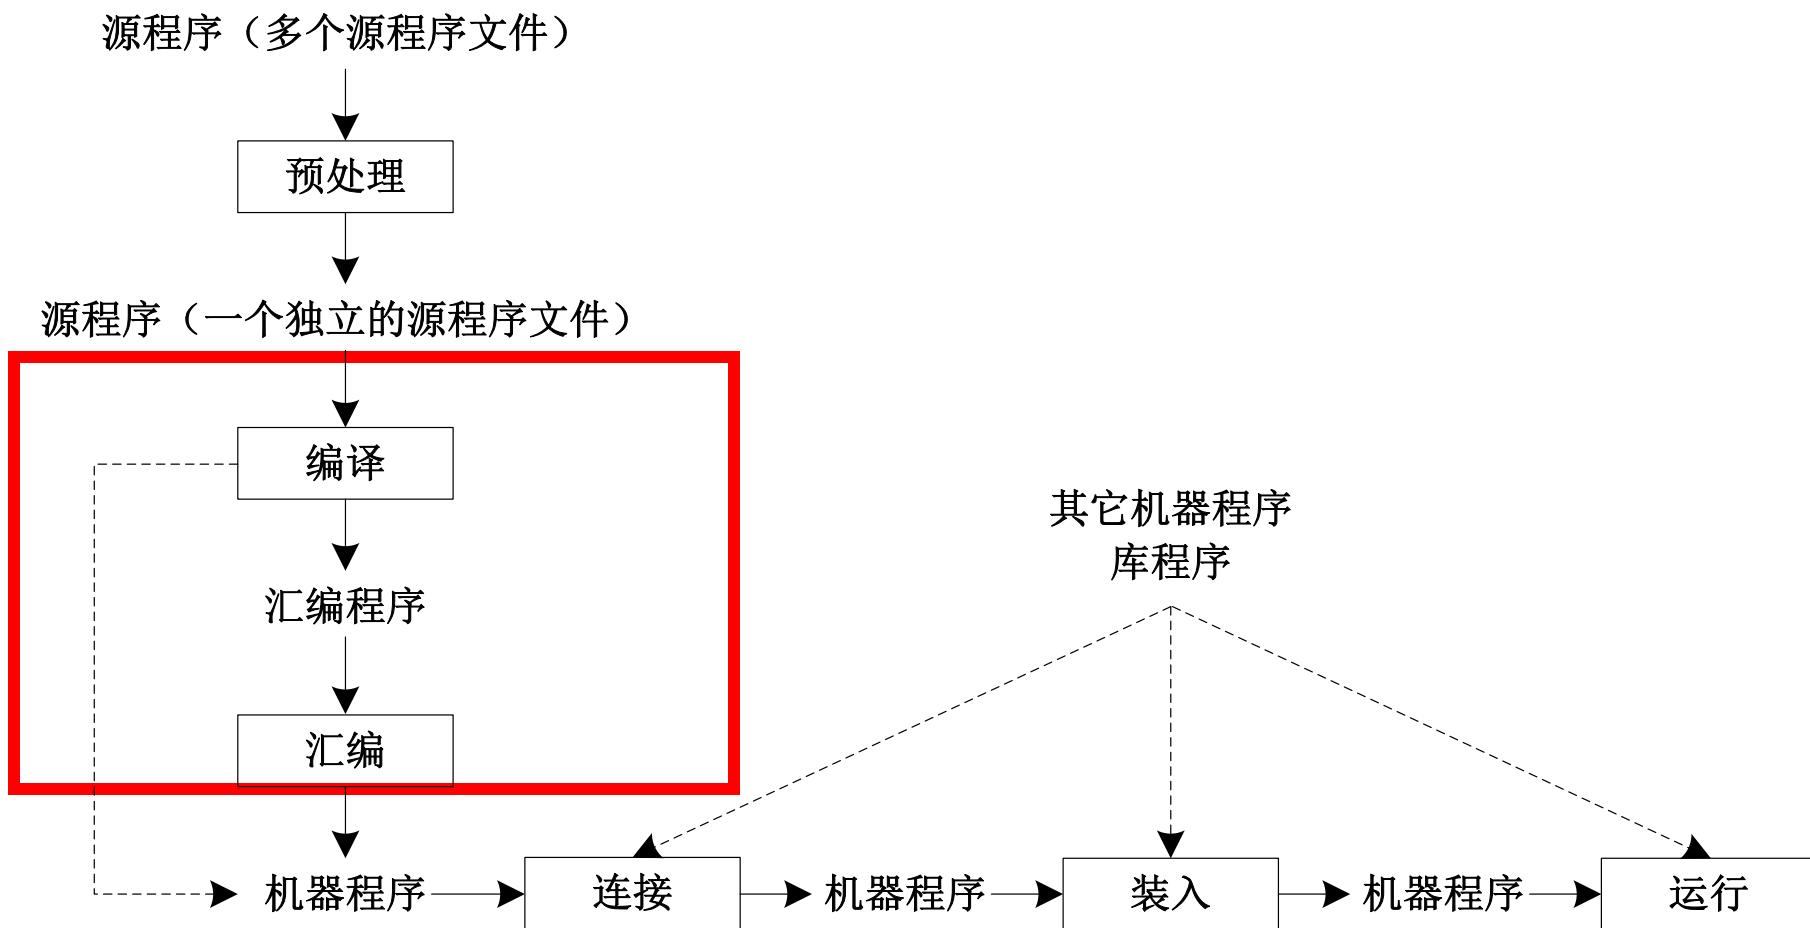 源程序（多个源程序文件）
预处理
源程序（一个独立的源程序文件）
编译
汇编程序
汇编
其它机器程序
库程序
机器程序
连接
机器程序
装入
机器程序
运行